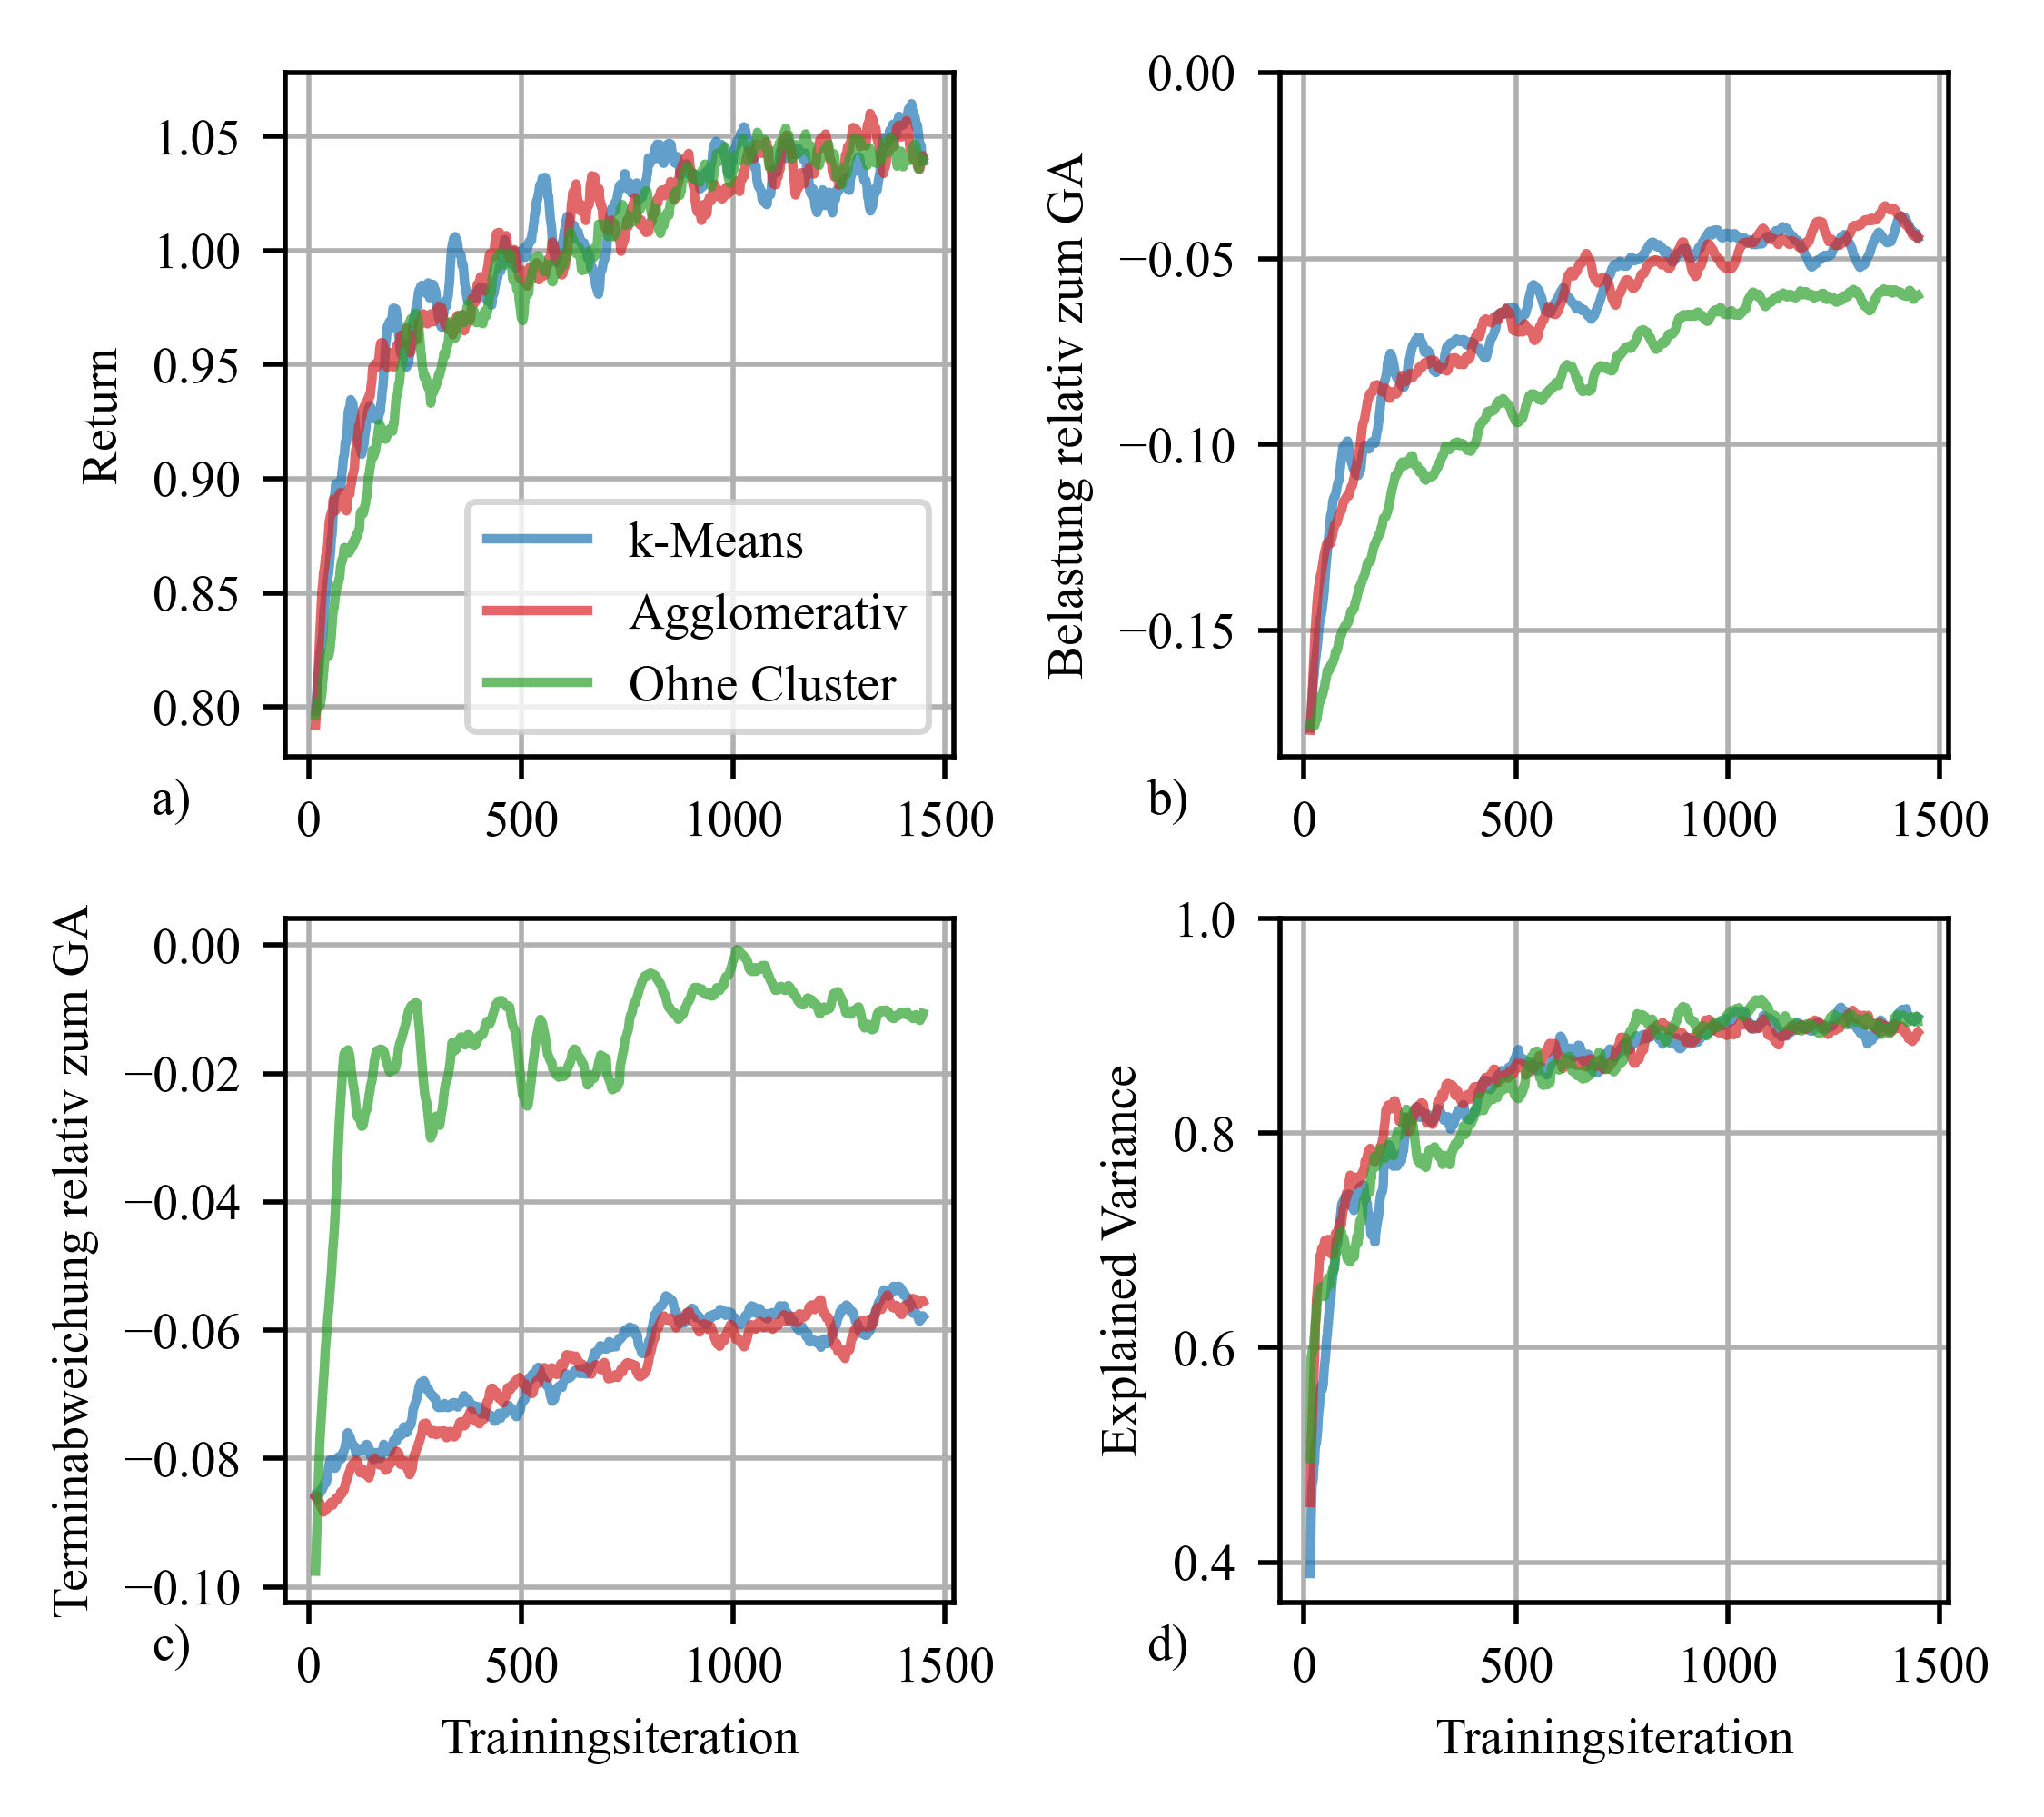 Return
1.05
1.00
0.95
0.90
0.85
0.80
k-Means
Agglomerativ
Ohne Cluster
a)
0 500 1000 1500
Belastung relativ zum GA
0.00
−0.05
−0.10
−0.15
b)
0 500 1000 1500
Terminabweichung relativ zum GA
0.00
−0.02
−0.04
−0.06
−0.08
−0.10
c)
0 500 1000 1500
Trainingsiteration
Explained Variance
1.0
0.8
0.6
0.4
d)
0 500 1000 1500
Trainingsiteration